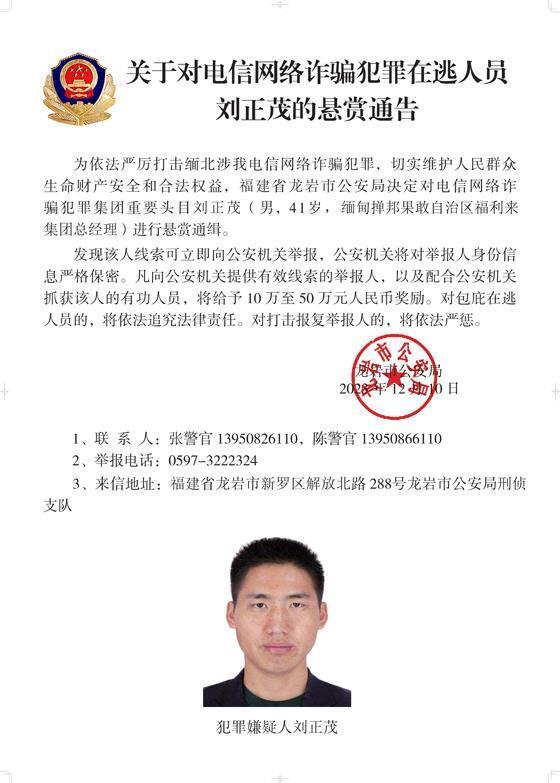 关于对电信网络诈骗犯罪在逃人员
刘正茂的悬赏通告
为依法严厉打击缅北涉我电信网络诈骗犯罪，切实维护人民群众
生命财产安全和合法权益，福建省龙岩市公安局决定对电信网络诈
骗犯罪集团重要头目刘正茂（男，41岁，缅甸掸邦果敢自治区福利来
集团总经理）进行悬赏通缉。
发现该人线索可立即向公安机关举报，公安机关将对举报人身份信
息严格保密。凡向公安机关提供有效线索的举报人，以及配合公安机关
抓获该人的有功人员，将给予 10 万至 50 万元人民币奖励。对包庇在逃
人员的，将依法追究法律责任。对打击报复举报人的，将依法严惩。
龙岩市公安局
龙岩市公安局
2023 年 12 月 10 日
1、联 系 人：张警官 13950826110，陈警官 13950866110
2、举报电话：0597-3222324
3、来信地址：福建省龙岩市新罗区解放北路 288号龙岩市公安局刑侦
支队
犯罪嫌疑人刘正茂